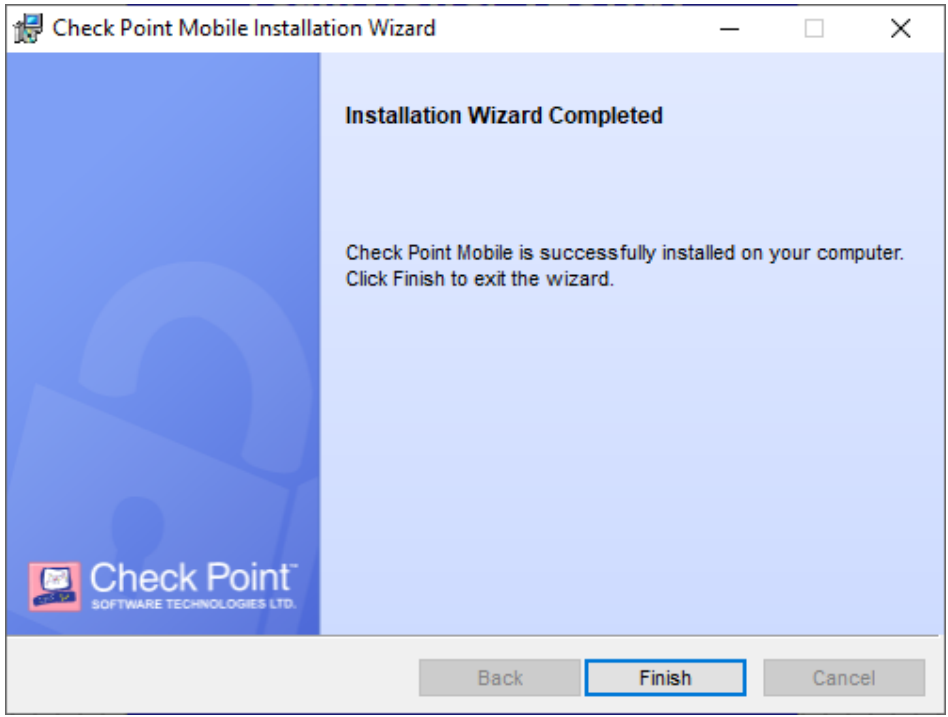 Check Point Mobile Installation Wizard
Installation Wizard Completed
Check Point Mobile is successfully installed on your computer.
Click Finish to exit the wizard.
Check Point™
SOFTWARE TECHNOLOGIES LTD.
Back
Finish
Cancel